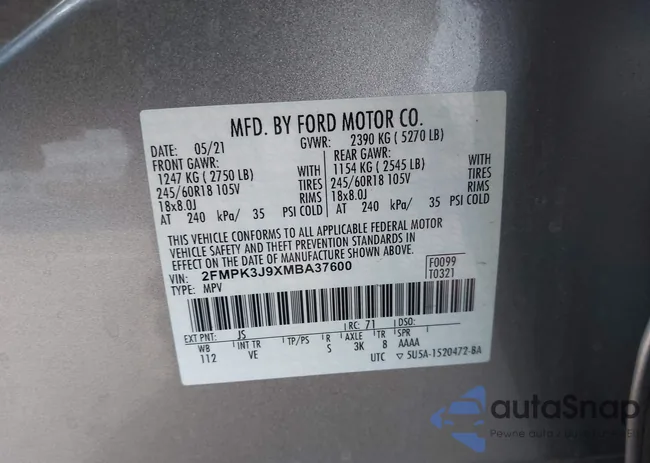 MFD. BY FORD MOTOR CO.
DATE: 05/21 GVWR: 2390 KG ( 5270 LB)
FRONT GAWR: REAR GAWR:
1247 KG ( 2750 LB) WITH 1154 KG ( 2545 LB) WITH
245/60R18 105V TIRES 245/60R18 105V TIRES
18x8.0J RIMS 18x8.0J RIMS
AT 240 kPa/ 35 PSI COLD AT 240 kPa/ 35 PSI COLD
THIS VEHICLE CONFORMS TO ALL APPLICABLE FEDERAL MOTOR
VEHICLE SAFETY AND THEFT PREVENTION STANDARDS IN
EFFECT ON THE DATE OF MANUFACTURE SHOWN ABOVE.
VIN: 2FMPK3J9XMBA37600 F0099
TYPE: MPV T0321
EXT PNT: JS RC: 71 DSO:
WB INT TR TP/PS R AXLE TR SPR
112 VE S 3K 8 AAAA
UTC ▽ 5U5A-1520472-BA
autaSnap
Pewne auta z